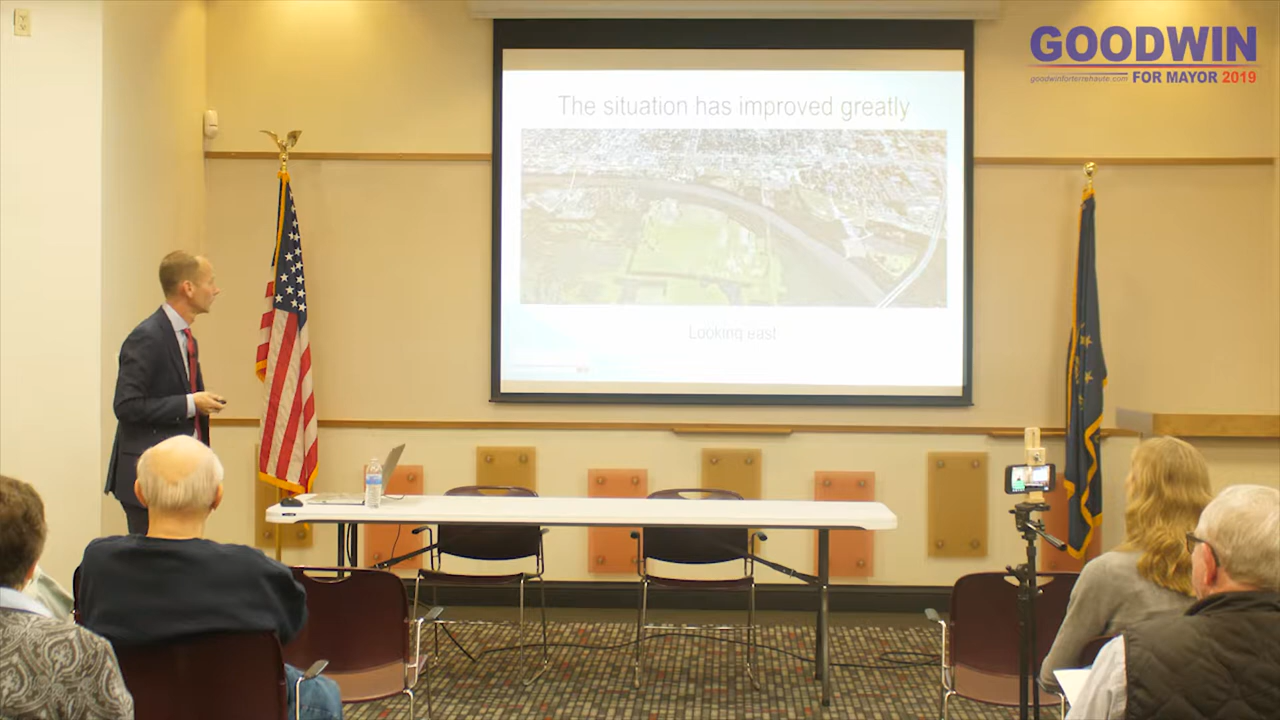 GOODWIN
goodwinforterrehaute.com FOR MAYOR 2019
The situation has improved greatly
Looking east